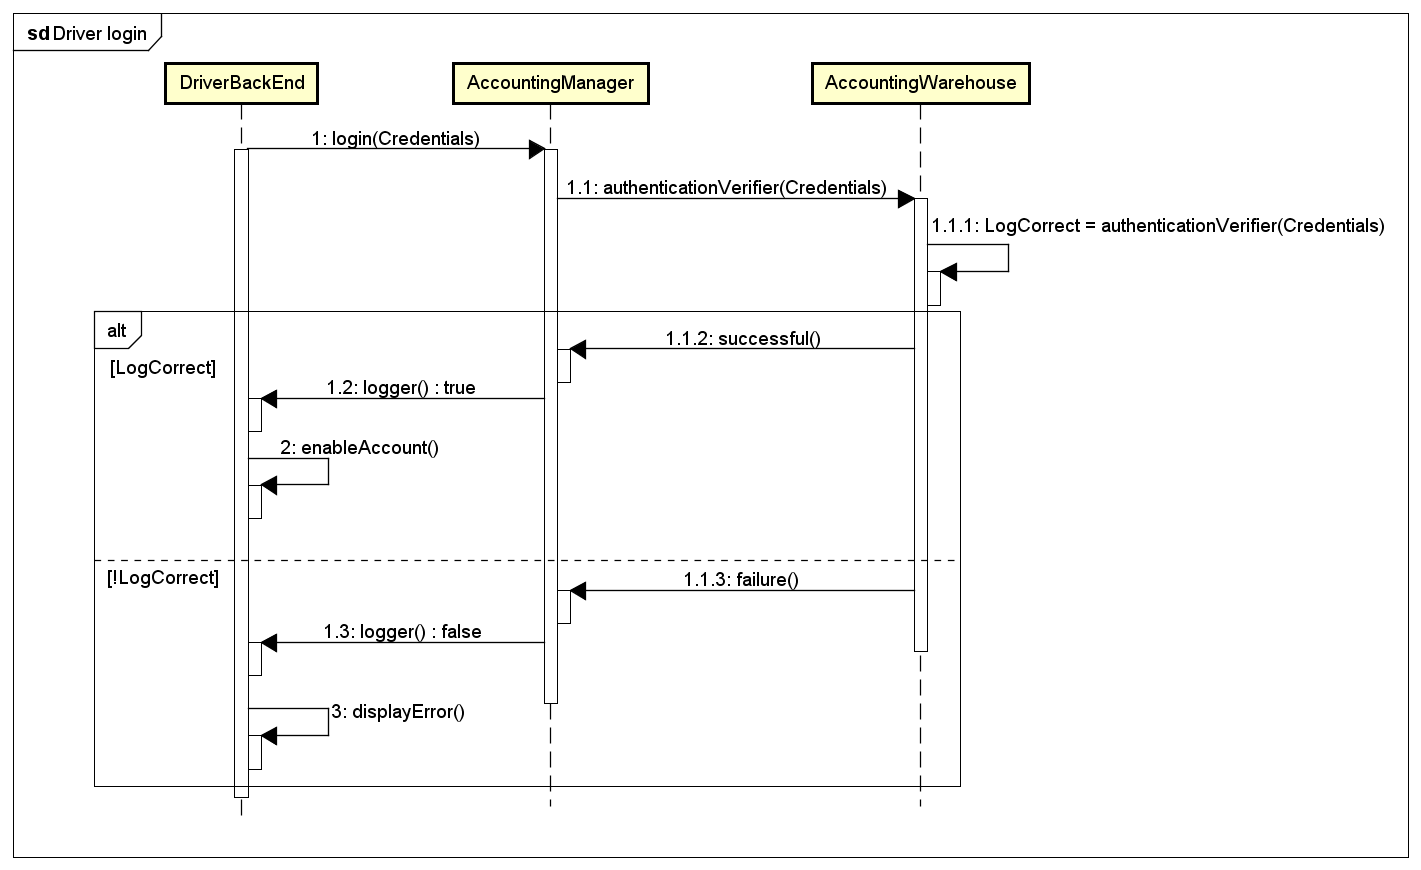 sd Driver login
DriverBackEnd
AccountingManager
AccountingWarehouse
1: login(Credentials)
1.1: authenticationVerifier(Credentials)
1.1.1: LogCorrect = authenticationVerifier(Credentials)
alt
1.1.2: successful()
[LogCorrect]
1.2: logger() : true
2: enableAccount()
[!LogCorrect]
1.1.3: failure()
1.3: logger() : false
3: displayError()